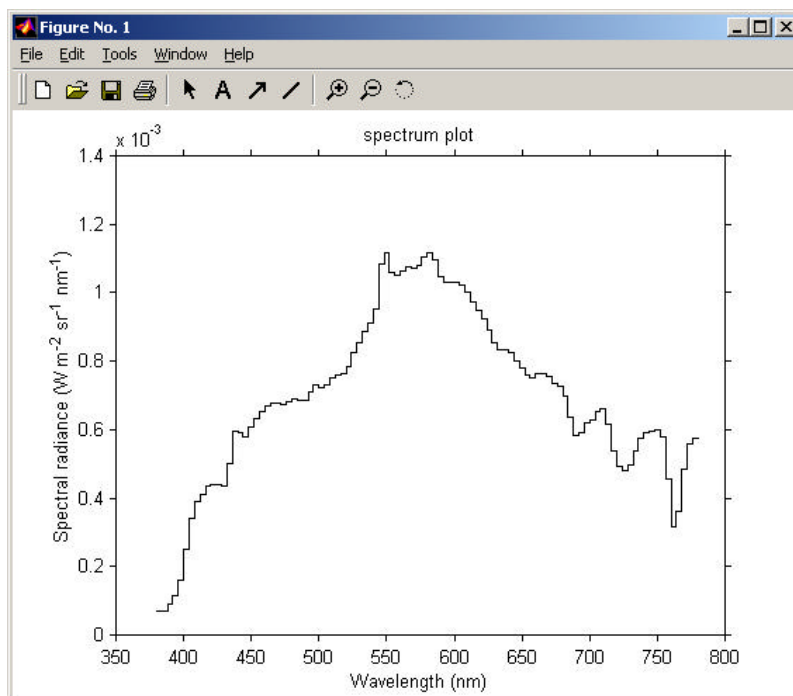 Figure No. 1
File Edit Tools Window Help
A
x 10-3
spectrum plot
1.4
1.2
1
0.8
0.6
0.4
0.2
0
Spectral radiance (W m-2 sr-1 nm-1)
350 400 450 500 550 600 650 700 750 800
Wavelength (nm)